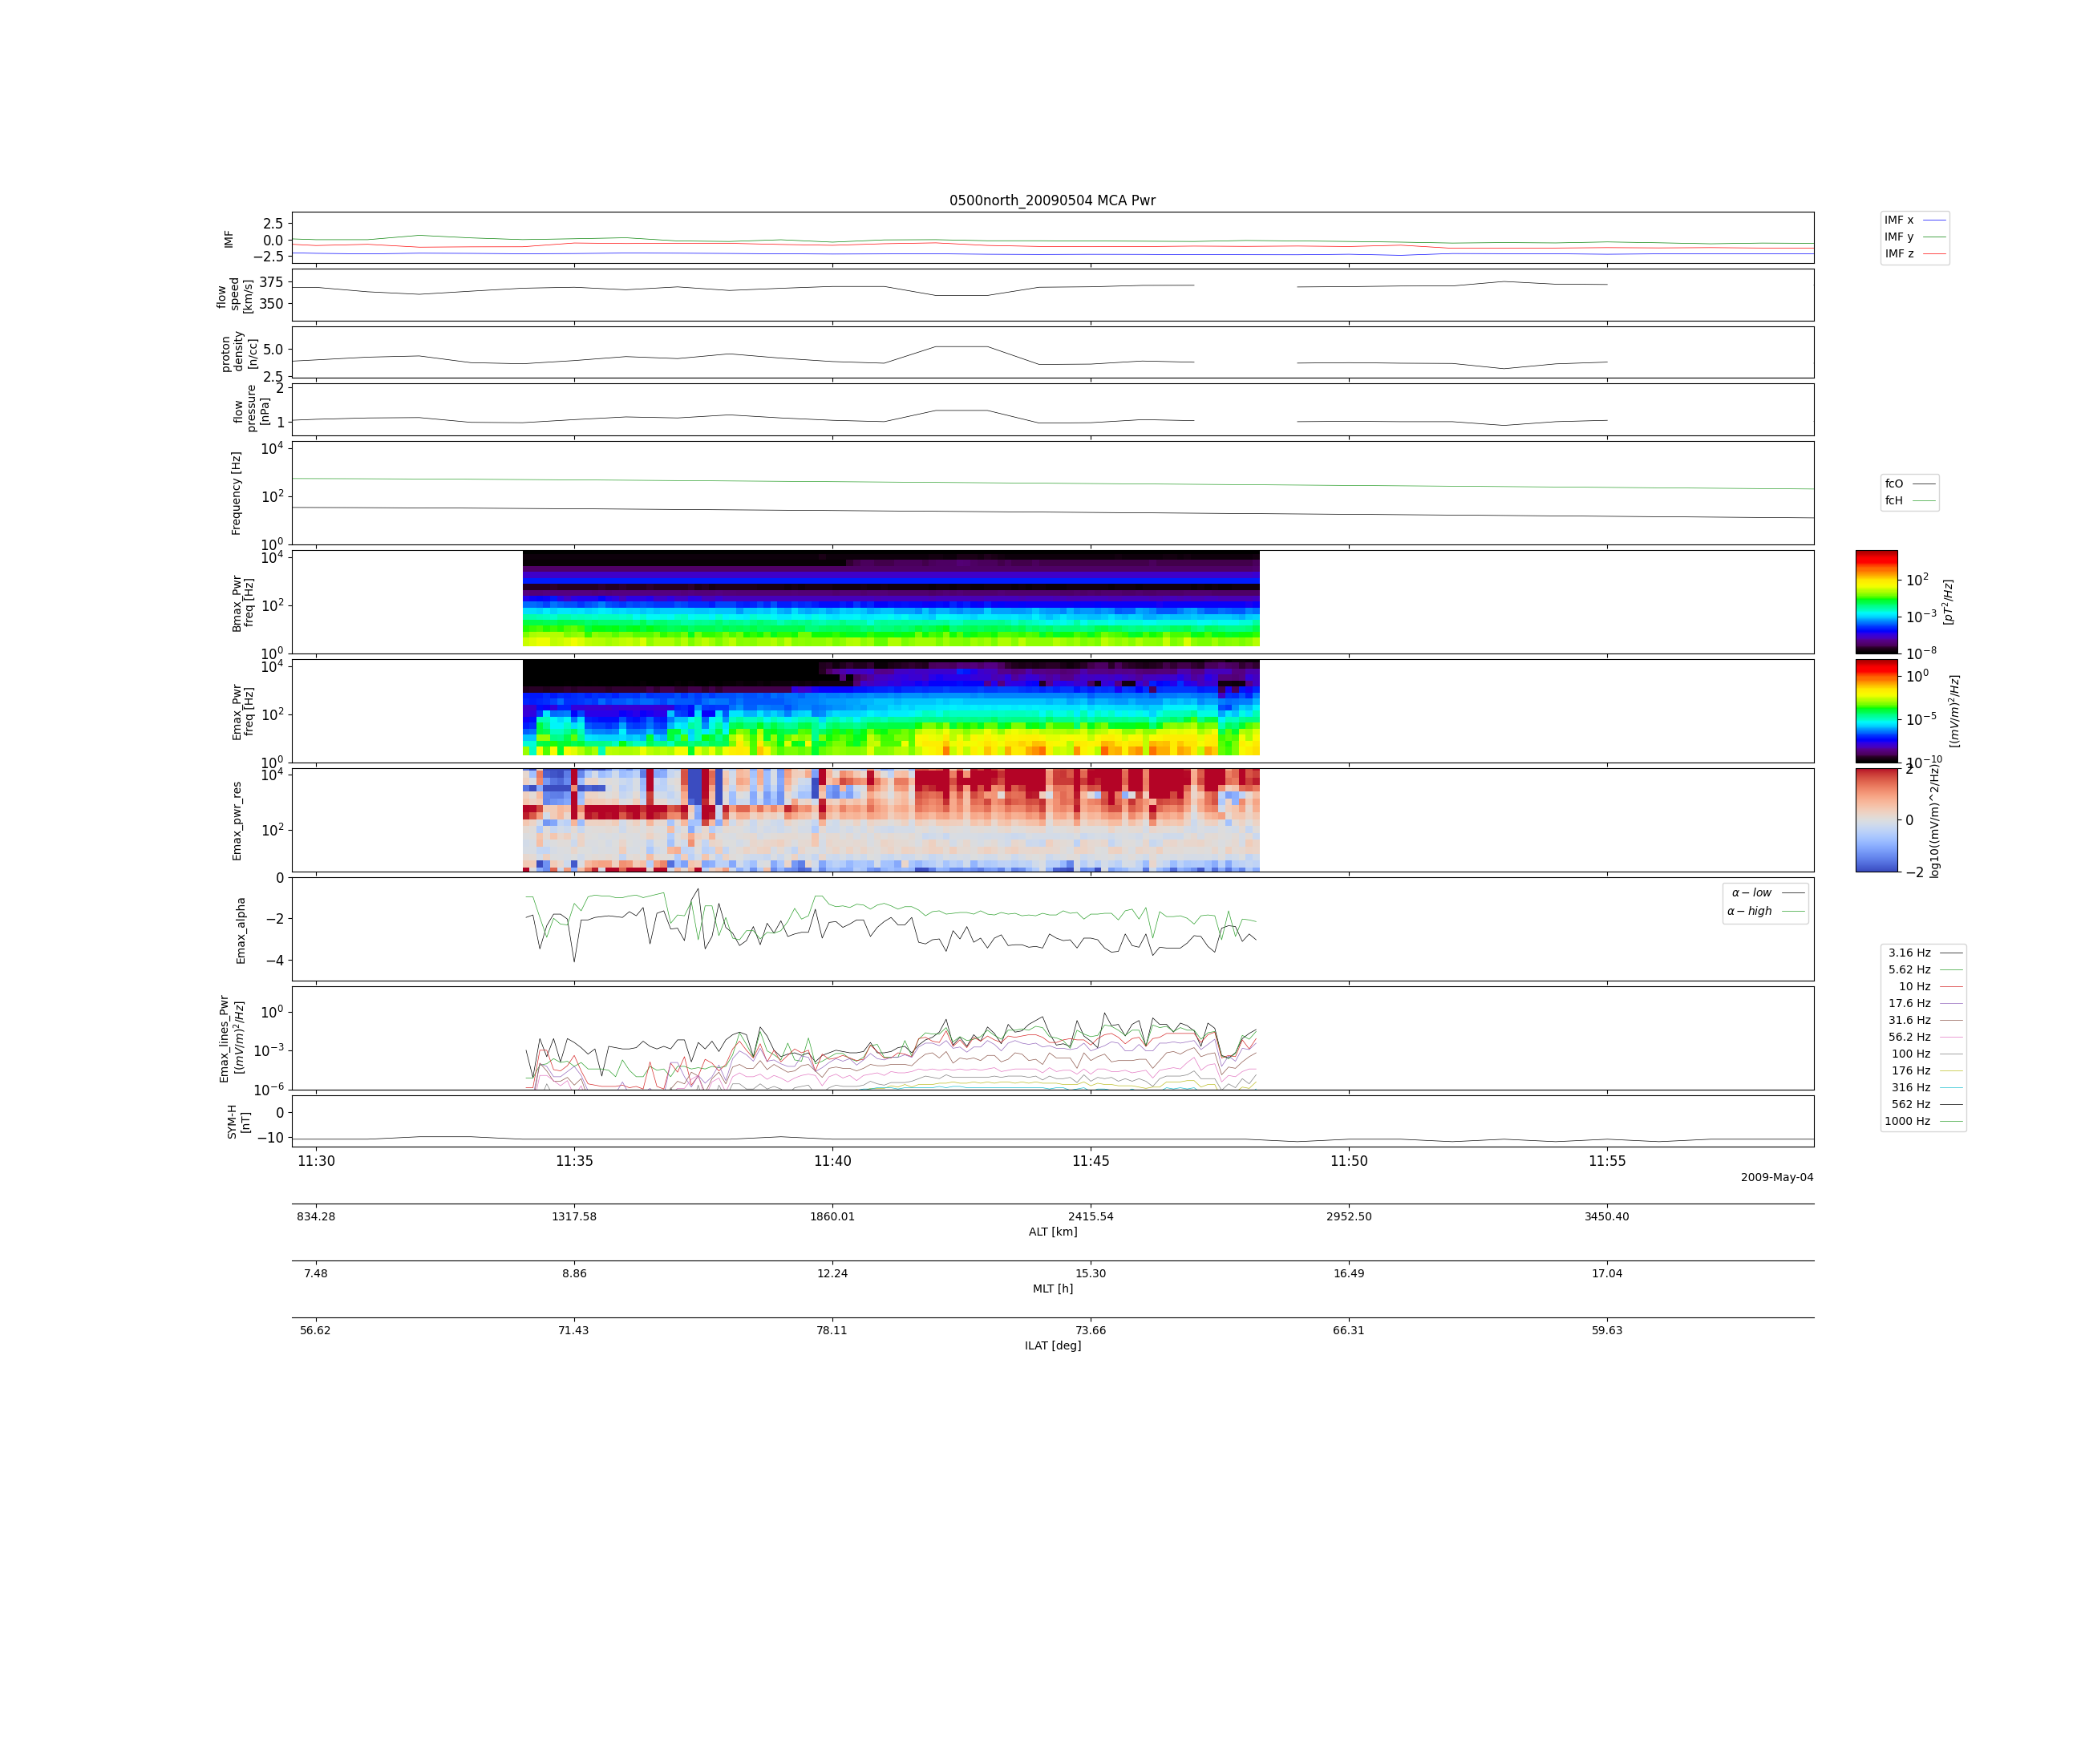 0500north_20090504 MCA Pwr
IMF
2.5
0.0
−2.5
IMF x
IMF y
IMF z
flow
speed
[km/s]
375
350
proton
density
[n/cc]
5.0
2.5
flow
pressure
[nPa]
2
1
Frequency [Hz]
10^4
10^2
10^0
fcO
fcH
Bmax_Pwr
freq [Hz]
10^4
10^2
10^0
10^2
10^−3
10^−8
[pT^2/Hz]
Emax_Pwr
freq [Hz]
10^4
10^2
10^0
10^0
10^−5
10^−10
[(mV/m)^2/Hz]
Emax_pwr_res
10^4
10^2
2
0
−2
log10((mV/m)^2/Hz)
Emax_alpha
0
−2
−4
α − low
α − high
Emax_lines_Pwr
[(mV/m)^2/Hz]
10^0
10^−3
10^−6
3.16 Hz
5.62 Hz
10 Hz
17.6 Hz
31.6 Hz
56.2 Hz
100 Hz
176 Hz
316 Hz
562 Hz
1000 Hz
SYM-H
[nT]
0
−10
11:30 11:35 11:40 11:45 11:50 11:55
2009-May-04
834.28 1317.58 1860.01 2415.54 2952.50 3450.40
ALT [km]
7.48 8.86 12.24 15.30 16.49 17.04
MLT [h]
56.62 71.43 78.11 73.66 66.31 59.63
ILAT [deg]